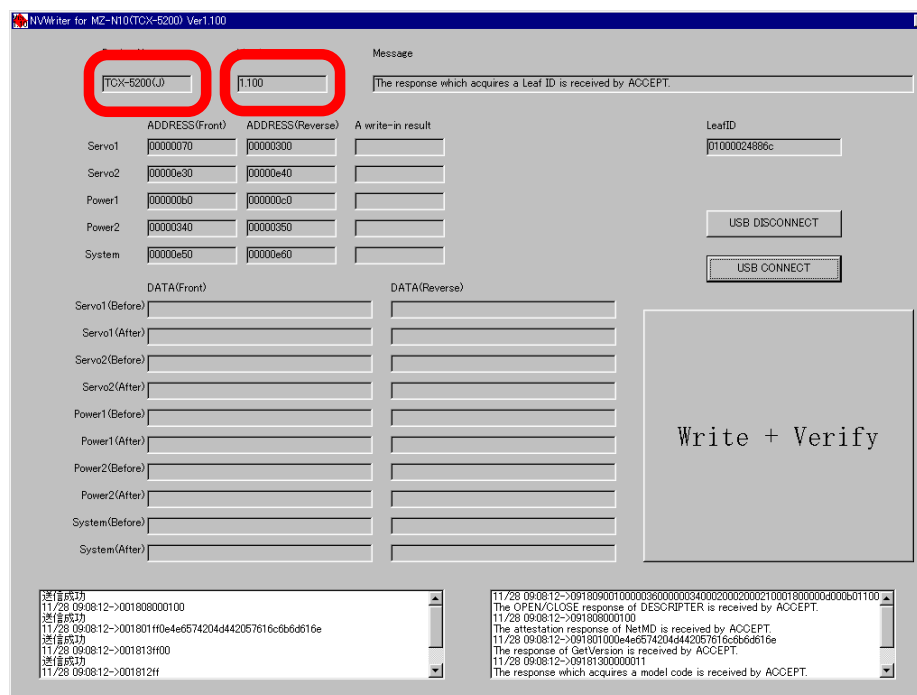 NVWriter for MZ-N10(TCX-5200) Ver1.100
Message
TCX-5200(J)
1.100
The response which acquires a Leaf ID is received by ACCEPT.
ADDRESS(Front) ADDRESS(Reverse) A write-in result LeafID
Servo1 00000070 00000300 01000024886c
Servo2 00000e30 00000e40
Power1 000000b0 000000c0
Power2 00000340 00000350
USB DISCONNECT
System 00000e50 00000e60
USB CONNECT
DATA(Front) DATA(Reverse)
Servo1(Before)
Servo1(After)
Servo2(Before)
Servo2(After)
Power1(Before)
Power1(After)
Write + Verify
Power2(Before)
Power2(After)
System(Before)
System(After)
送信成功
11/28 09:08:12->001808000100
送信成功
11/28 09:08:12->001801ff0e4e6574204d442057616c6b6d616e
送信成功
11/28 09:08:12->001813ff00
送信成功
11/28 09:08:12->001812ff
11/28 09:08:12->0918090010000036000000034000200020002100018000000d000b01100
The OPEN/CLOSE response of DESCRIPTER is received by ACCEPT.
11/28 09:08:12->091808000100
The attestation response of NetMD is received by ACCEPT.
11/28 09:08:12->091801000e4e6574204d442057616c6b6d616e
The response of GetVersion is received by ACCEPT.
11/28 09:08:12->09181300000011
The response which acquires a model code is received by ACCEPT.